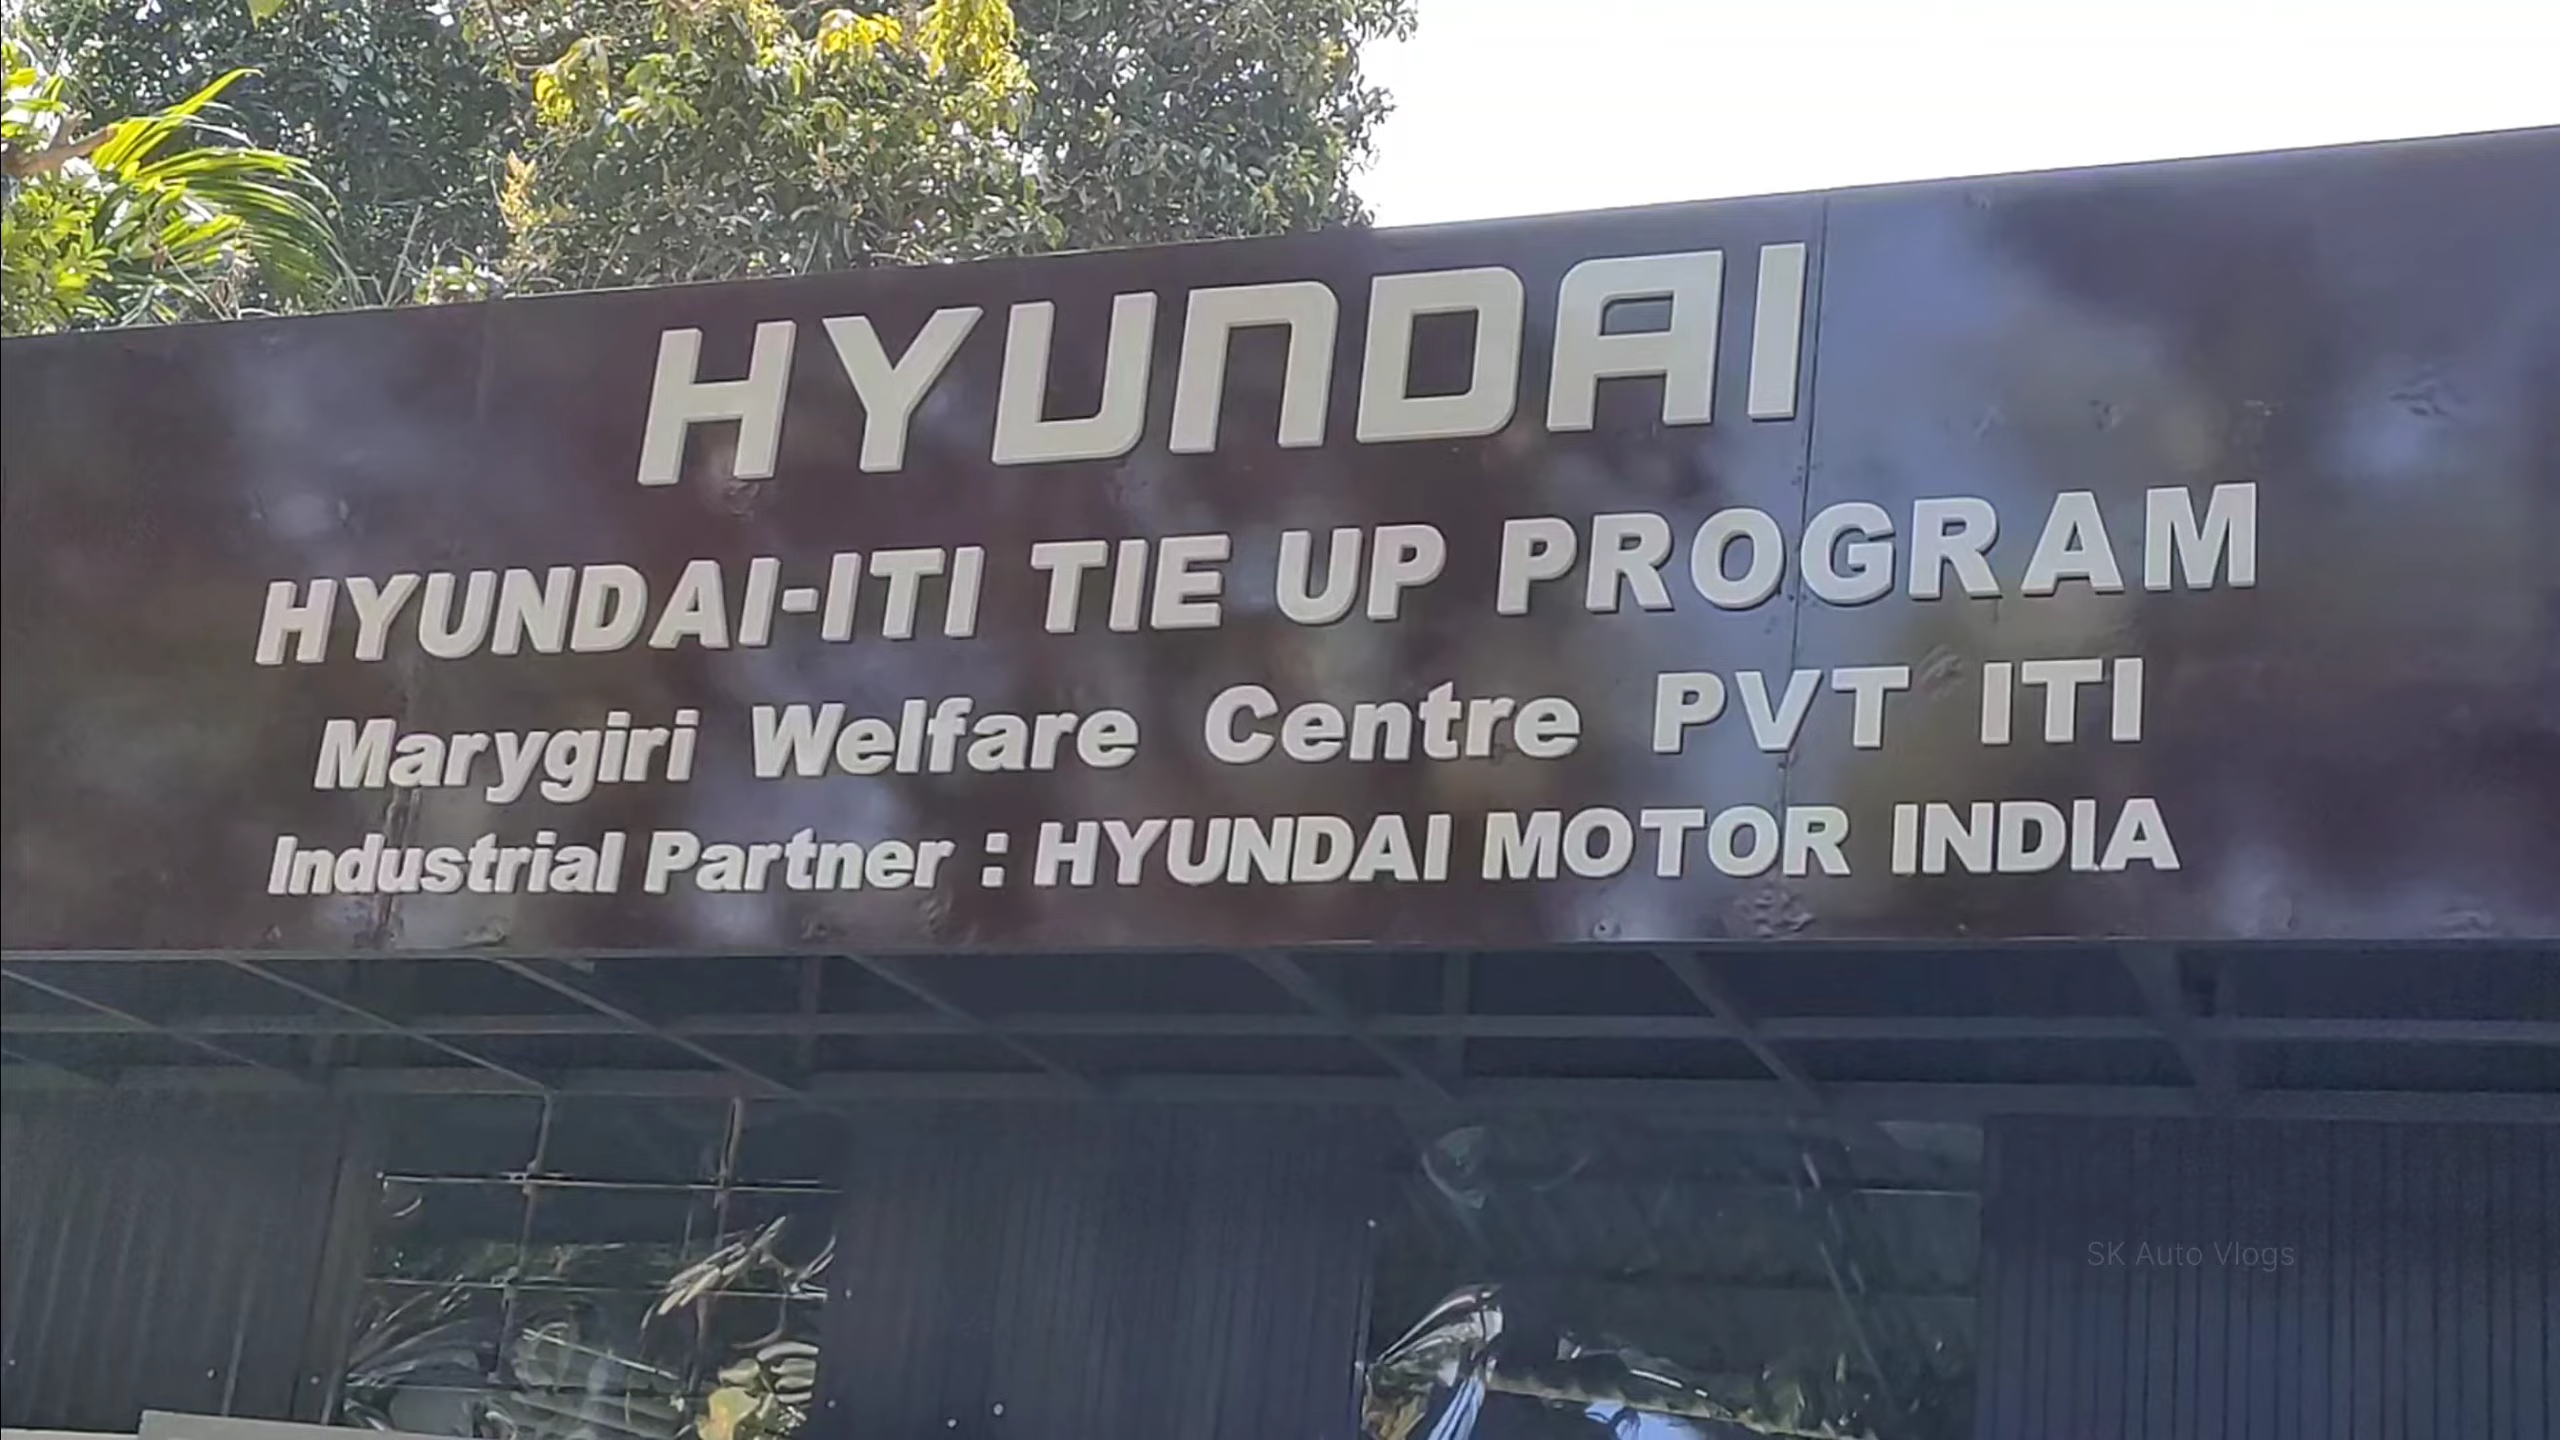 HYUNDAI
HYUNDAI-ITI TIE UP PROGRAM
Marygiri Welfare Centre PVT ITI
Industrial Partner : HYUNDAI MOTOR INDIA
SK Auto Vlogs